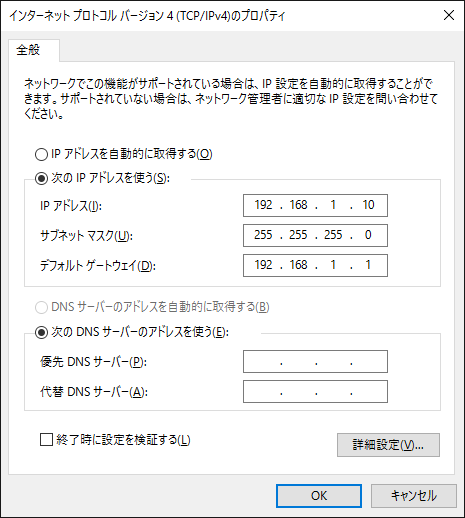 インターネット プロトコル バージョン 4 (TCP/IPv4)のプロパティ
全般
ネットワークでこの機能がサポートされている場合は、IP 設定を自動的に取得することがで
きます。サポートされていない場合は、ネットワーク管理者に適切な IP 設定を問い合わせて
ください。
IP アドレスを自動的に取得する(O)
次の IP アドレスを使う(S):
IP アドレス(I): 192 . 168 . 1 . 10
サブネット マスク(U): 255 . 255 . 255 . 0
デフォルト ゲートウェイ(D): 192 . 168 . 1 . 1
DNS サーバーのアドレスを自動的に取得する(B)
次の DNS サーバーのアドレスを使う(E):
優先 DNS サーバー(P): . . .
代替 DNS サーバー(A): . . .
終了時に設定を検証する(L)
詳細設定(V)...
OK キャンセル